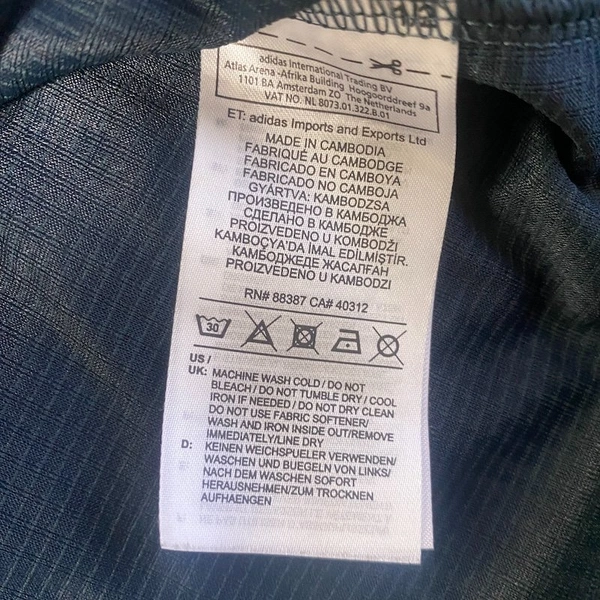 adidas International Trading BV
Atlas Arena -Afrika Building Hoogoorddreef 9a
1101 BA Amsterdam ZO The Netherlands
VAT NO. NL 8073.01.322.B.01
ET: adidas Imports and Exports Ltd
MADE IN CAMBODIA
FABRIQUÉ AU CAMBODGE
FABRICADO EN CAMBOYA
FABRICADO NO CAMBOJA
GYÁRTVA: KAMBODZSA
ПРОИЗВЕДЕНО В КАМБОДЖА
СДЕЛАНО В КАМБОДЖЕ
PROIZVEDENO U KOMBODŽI
KAMBOÇYA'DA İMAL EDİLMİŞTİR.
КАМБОДЖЕДЕ ЖАСАЛҒАН
PROIZVEDENO U KAMBODZI
RN# 88387 CA# 40312
30
US /
UK: MACHINE WASH COLD / DO NOT
BLEACH / DO NOT TUMBLE DRY / COOL
IRON IF NEEDED / DO NOT DRY CLEAN
DO NOT USE FABRIC SOFTENER/
WASH AND IRON INSIDE OUT/REMOVE
IMMEDIATELY/LINE DRY
D: KEINEN WEICHSPUELER VERWENDEN/
WASCHEN UND BUEGELN VON LINKS/
NACH DEM WASCHEN SOFORT
HERAUSNEHMEN/ZUM TROCKNEN
AUFHAENGEN